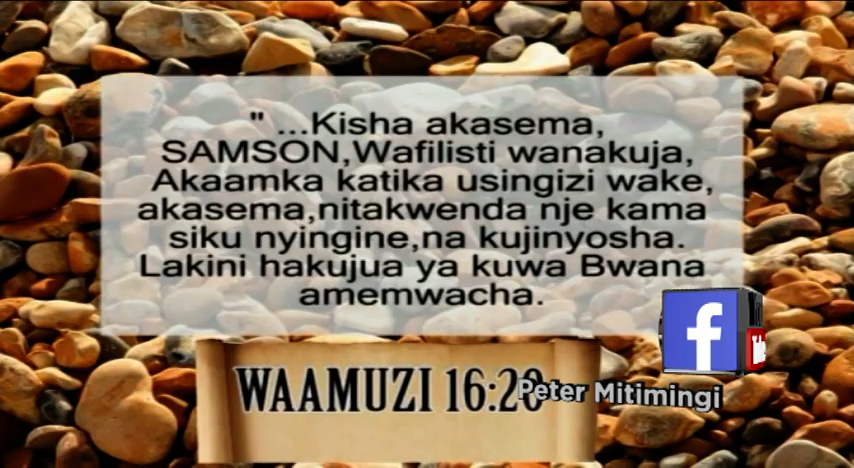 " ...Kisha akasema,
SAMSON,Wafilisti wanakuja,
Akaamka katika usingizi wake,
akasema,nitakwenda nje kama
siku nyingine,na kujinyosha.
Lakini hakujua ya kuwa Bwana
amemwacha.
WAAMUZI 16:20
Peter Mitimingi